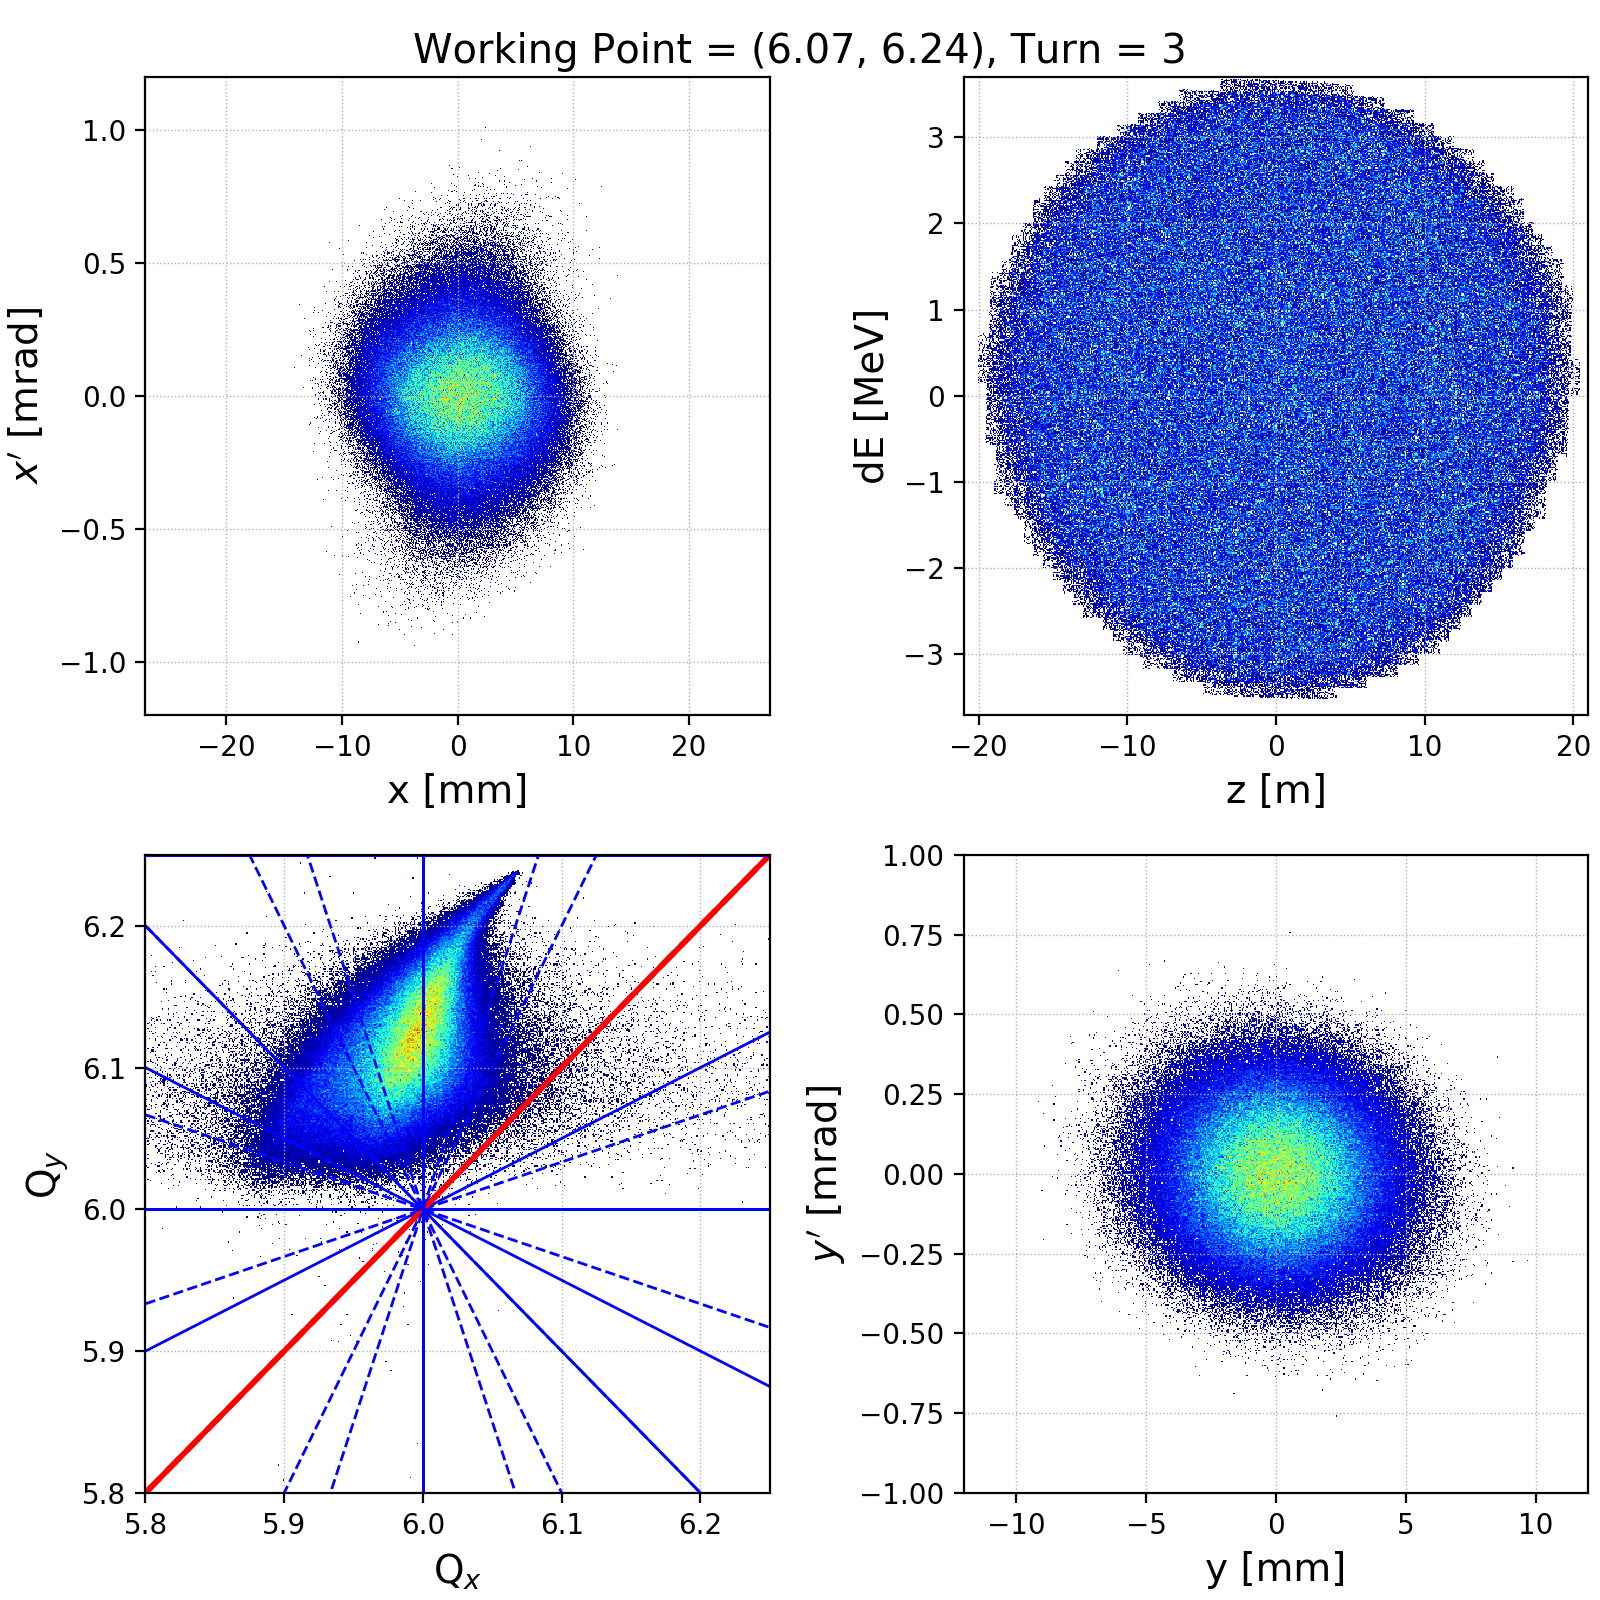 Working Point = (6.07, 6.24), Turn = 3
1.0
0.5
0.0
−0.5
−1.0
x′ [mrad]
−20 −10 0 10 20
x [mm]
3
2
1
0
−1
−2
−3
dE [MeV]
−20 −10 0 10 20
z [m]
6.2
6.1
6.0
5.9
5.8
Qy
5.8 5.9 6.0 6.1 6.2
Qx
1.00
0.75
0.50
0.25
0.00
−0.25
−0.50
−0.75
−1.00
y′ [mrad]
−10 −5 0 5 10
y [mm]